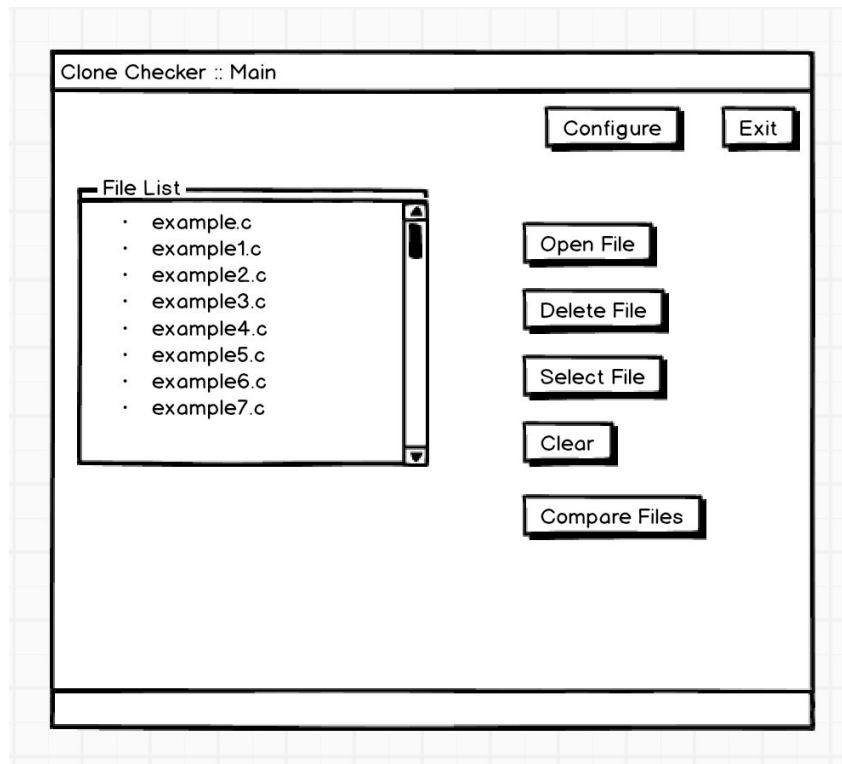 Clone Checker :: Main
Configure
Exit
File List
· example.c
· example1.c
· example2.c
· example3.c
· example4.c
· example5.c
· example6.c
· example7.c
Open File
Delete File
Select File
Clear
Compare Files